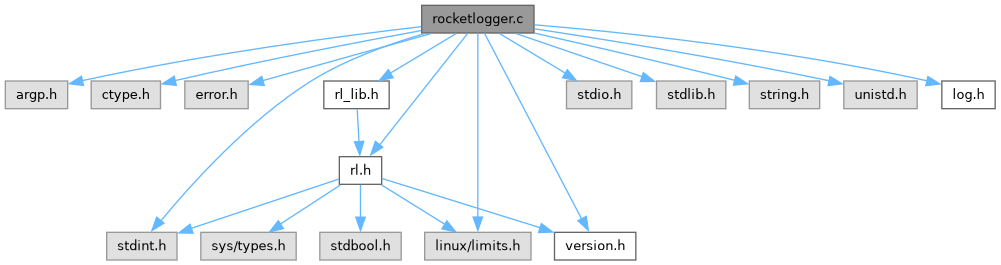 rocketlogger.c
argp.h
ctype.h
error.h
rl_lib.h
stdio.h
stdlib.h
string.h
unistd.h
log.h
rl.h
stdint.h
sys/types.h
stdbool.h
linux/limits.h
version.h